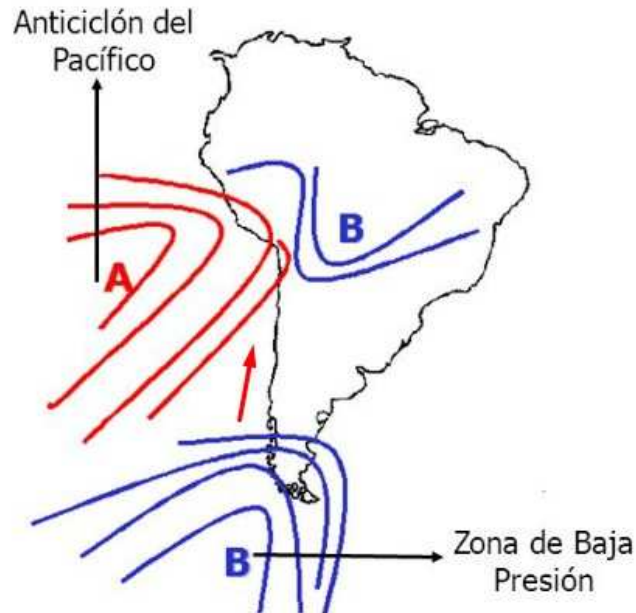 Anticiclón del
Pacífico
A
B
B
Zona de Baja
Presión